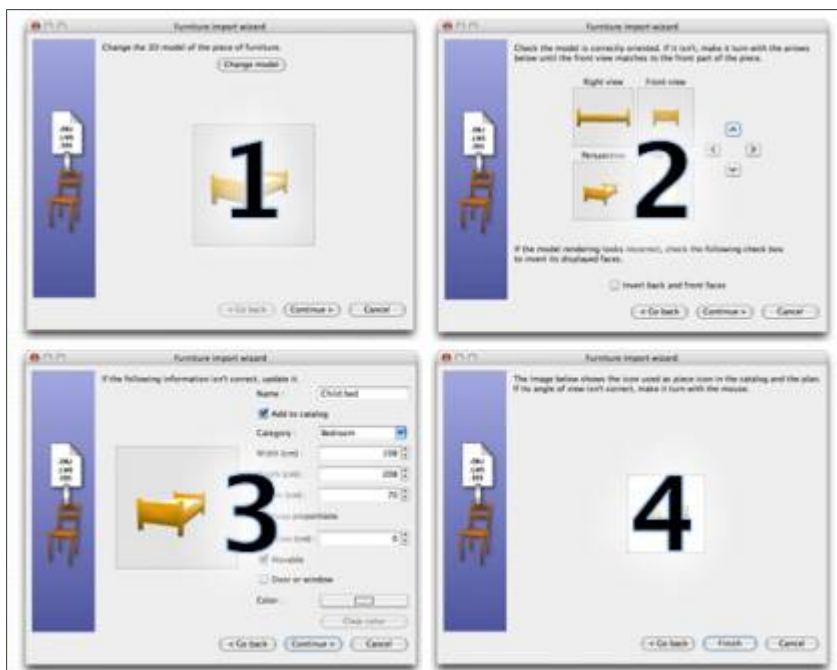 Furniture import wizard
Change the 3D model of the piece of furniture.
Change model
1
< Go back
Continue >
Cancel
Furniture import wizard
Check the model is correctly oriented. If it isn't, make it turn with the arrows
below until the front view matches to the front part of the piece.
Right view
Front view
2
If the model rendering looks incorrect, check the following check box
to invert its displayed faces.
Invert back and front faces
< Go back
Continue >
Cancel
Furniture import wizard
If the following information isn't correct, update it.
Name :
Child bed
Add to catalog
Category :
Bedroom
Width (cm) :
208
70
3
0
Movable
Door or window
Color :
Clear color
< Go back
Continue >
Cancel
Furniture import wizard
The image below shows the icon used as piece icon in the catalog and the plan.
If its angle of view isn't correct, make it turn with the mouse.
4
< Go back
Finish
Cancel